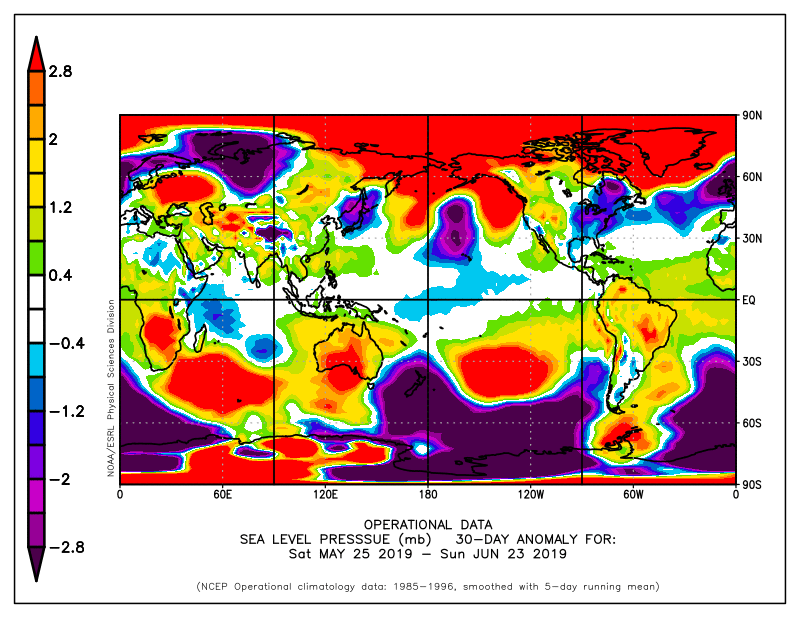 2.8
2
1.2
0.4
−0.4
−1.2
−2
−2.8
90N
60N
30N
EQ
30S
60S
90S
0
60E
120E
180
120W
60W
0
NOAA/ESRL Physical Sciences Division
OPERATIONAL DATA
SEA LEVEL PRESSSUE (mb) 30−DAY ANOMALY FOR:
Sat MAY 25 2019 − Sun JUN 23 2019
(NCEP Operational climatology data: 1985−1996, smoothed with 5−day running mean)